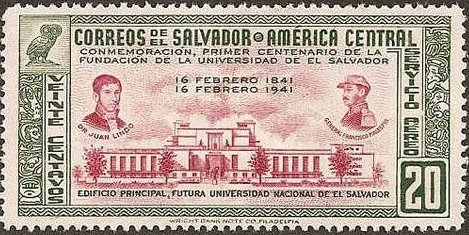 CORREOS DE EL SALVADOR AMÉRICA CENTRAL
CONMEMORACION, PRIMER CENTENARIO DE LA
FUNDACIÓN DE LA UNIVERSIDAD DE EL SALVADOR
16 FEBRERO 1841
16 FEBRERO 1941
VEINTE CENTAVOS
SERVICIO AEREO
DR JUAN LINDO
GENERAL FRANCISCO MALESPIN
EDIFICIO PRINCIPAL, FUTURA UNIVERSIDAD NACIONAL DE EL SALVADOR
20
WRIGHT BANK NOTE CO. FILADELFIA